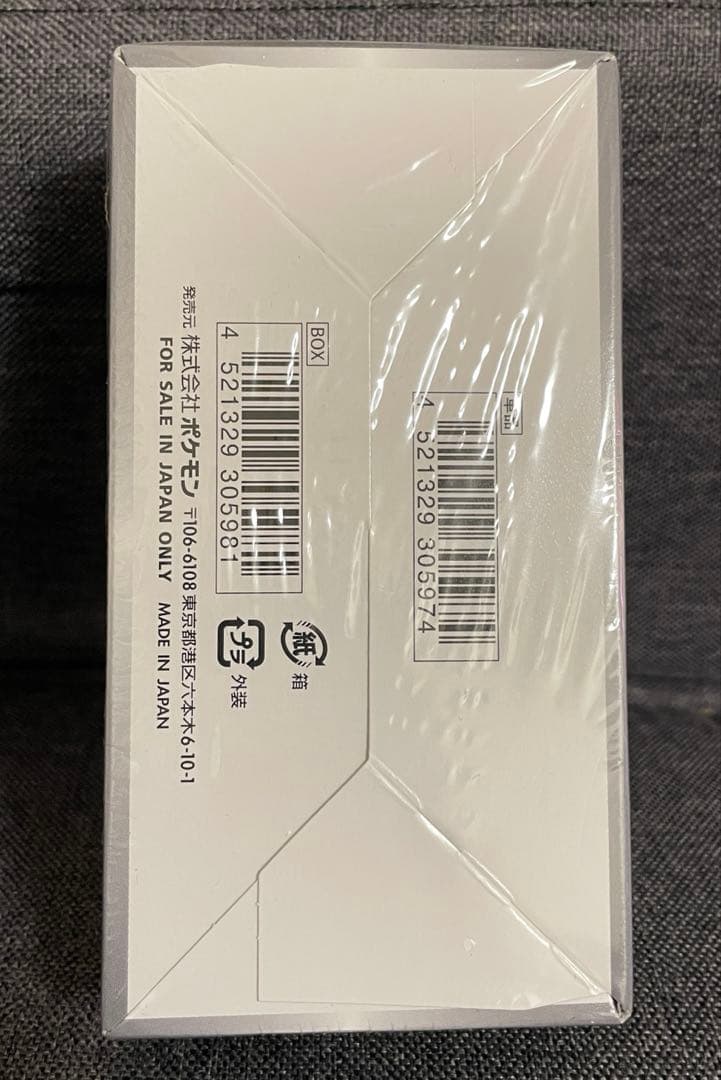 単品
4 521329 305974
BOX
4 521329 305981
紙 箱
プラ 外装
発売元 株式会社 ポケモン 〒106-6108 東京都港区六本木6-10-1
FOR SALE IN JAPAN ONLY MADE IN JAPAN